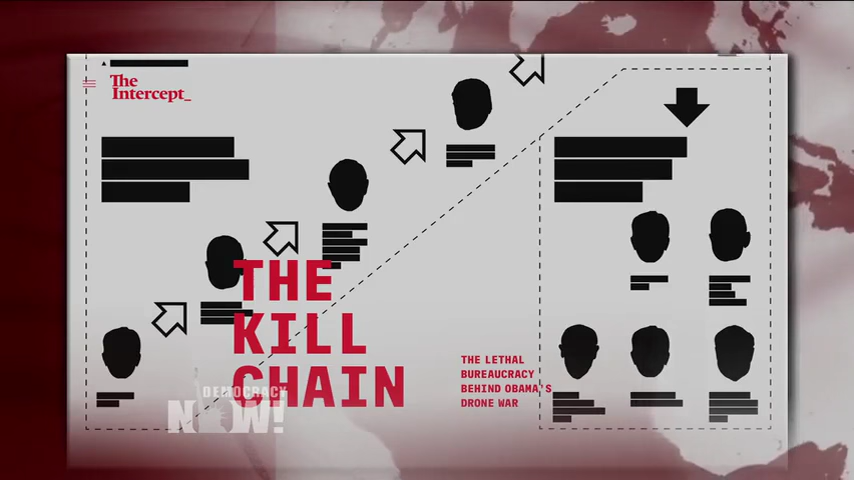 The
Intercept_
THE
KILL
CHAIN
THE LETHAL
BUREAUCRACY
BEHIND OBAMA'S
DRONE WAR
DEMOCRACY
NOW!